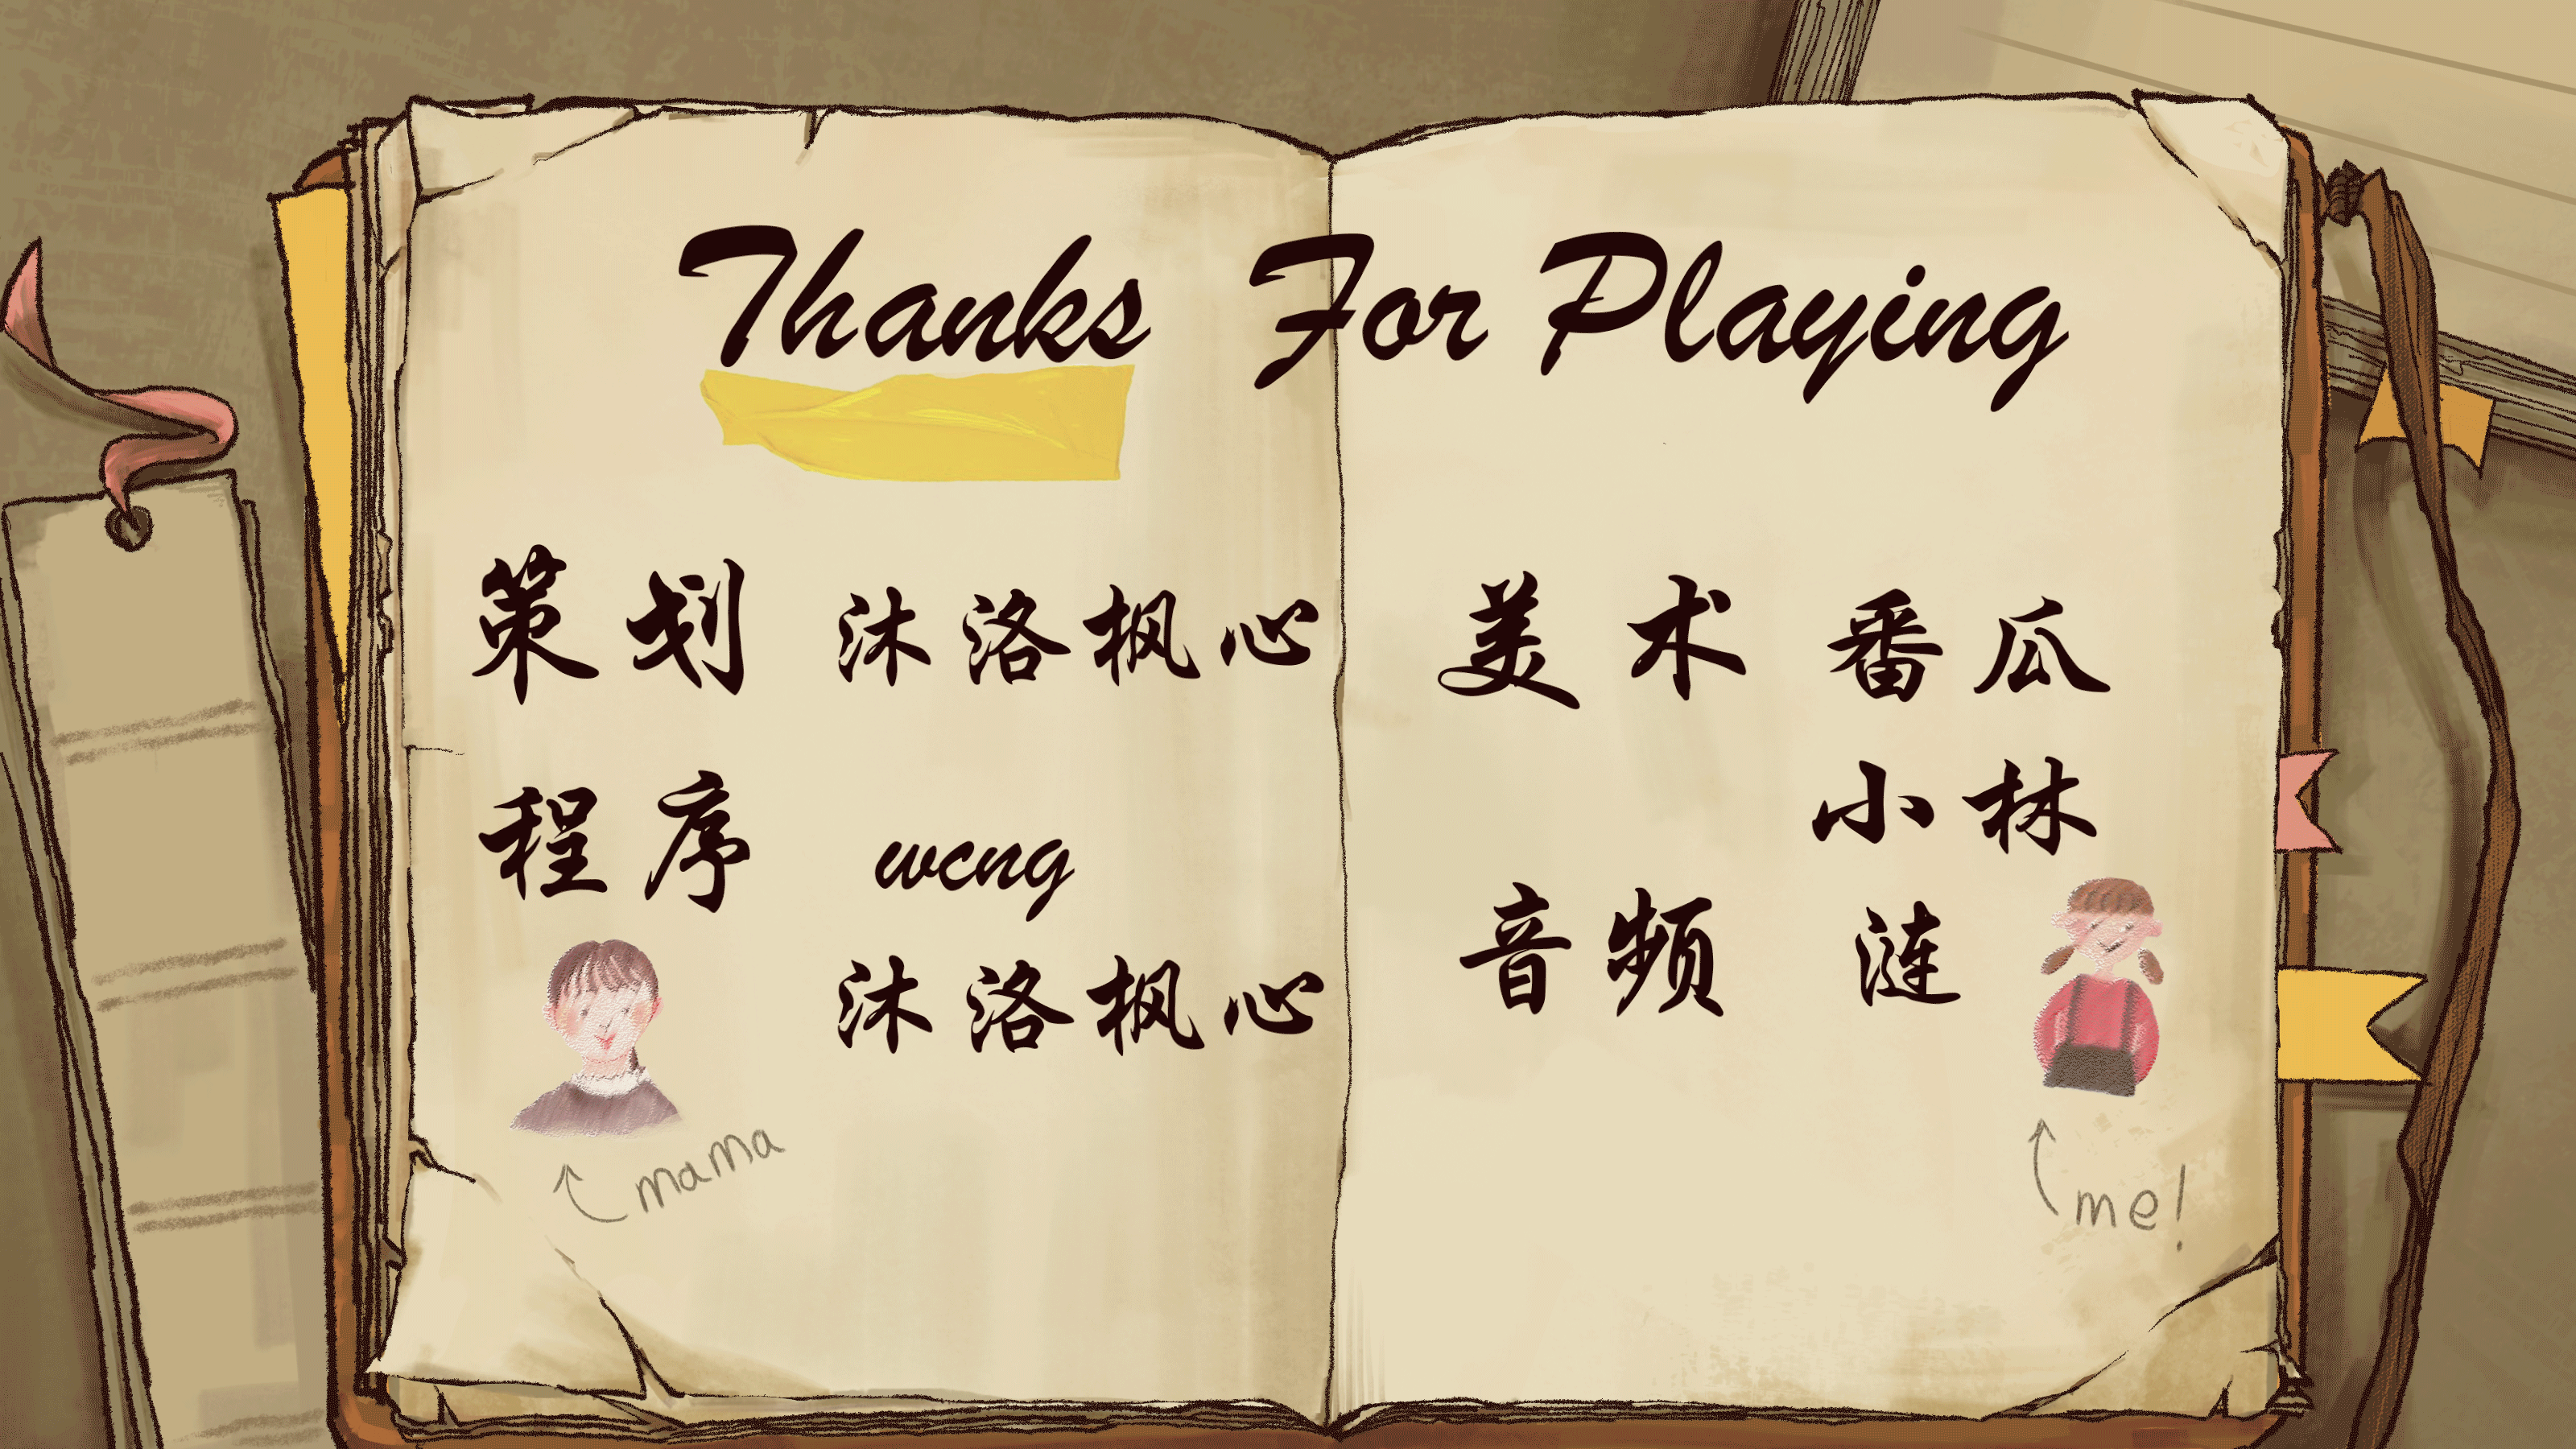 Thanks For Playing
策划 沐洛枫心
程序 wcng
沐洛枫心
mama
美术 番瓜
小林
音频 涟
me!